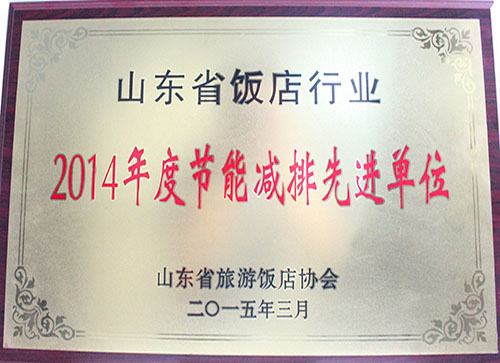 山东省饭店行业
2014年度节能减排先进单位
山东省旅游饭店协会
二〇一五年三月